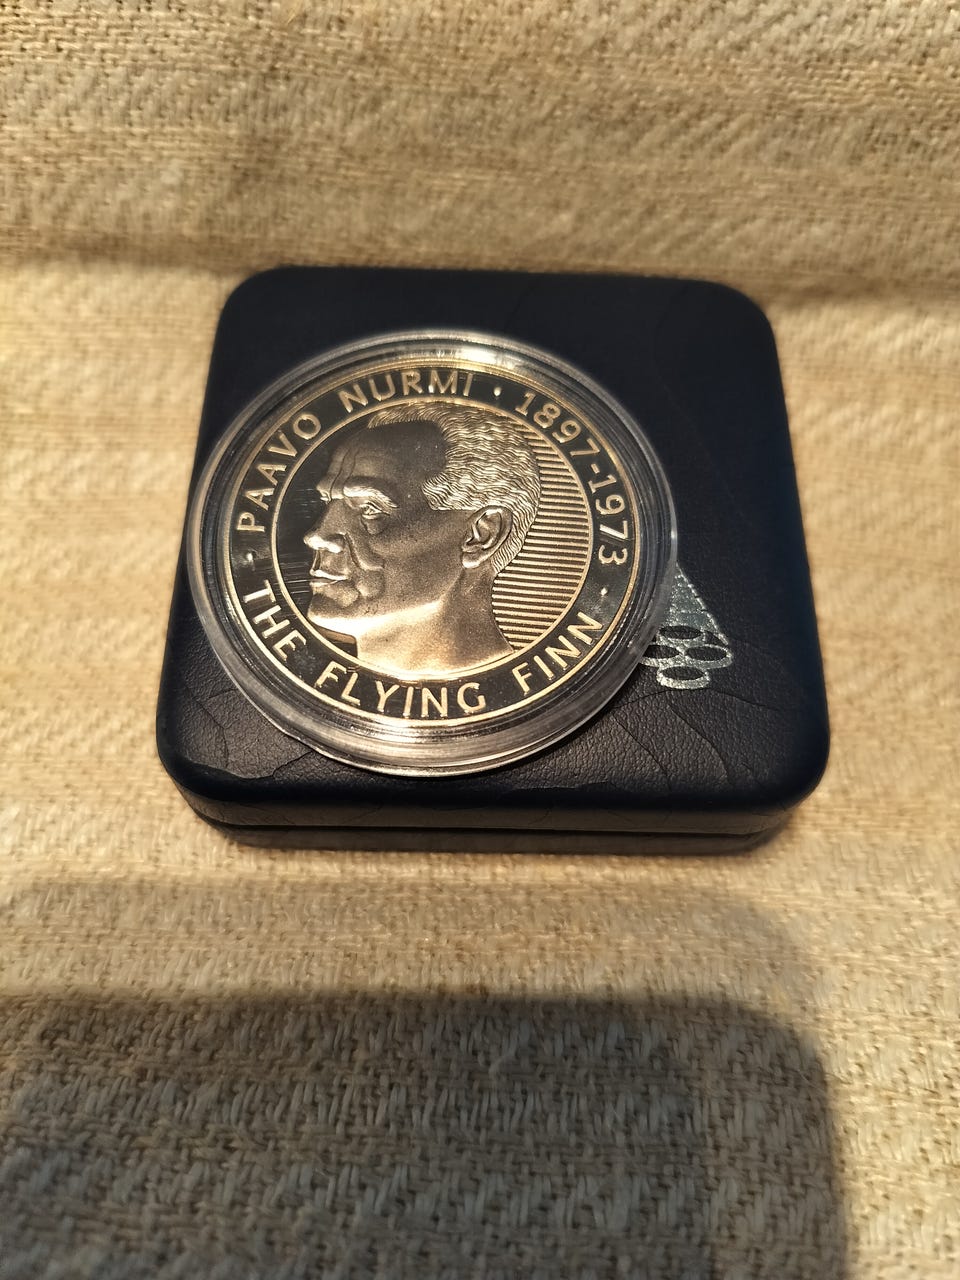 PAAVO NURMI · 1897-1973 ·
THE FLYING FINN ·